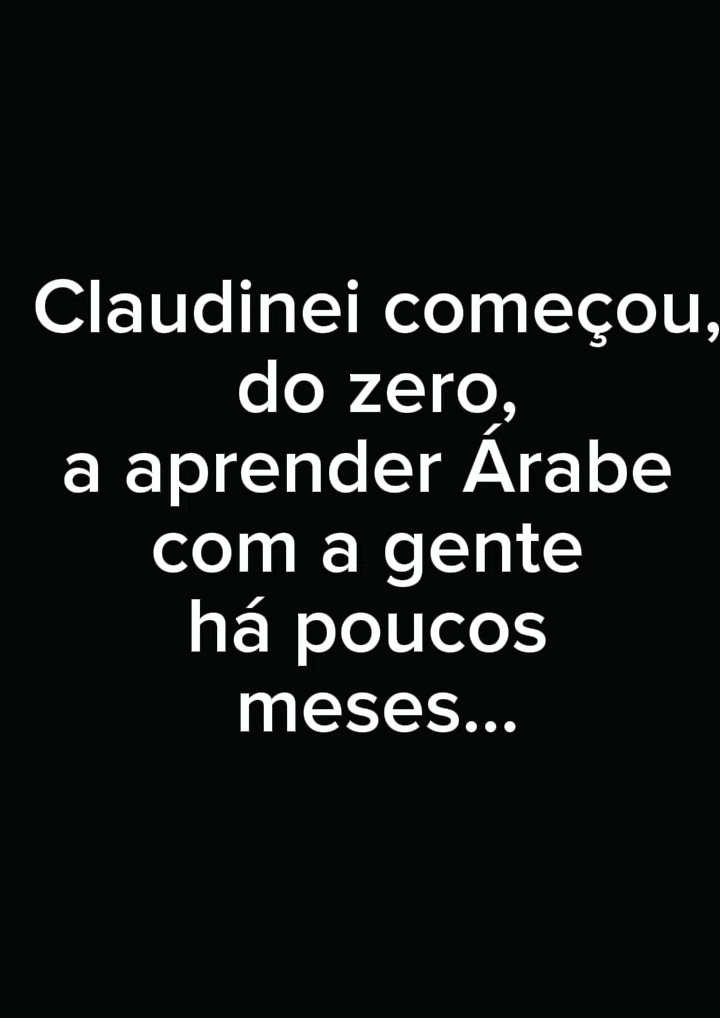 Claudinei começou,
do zero,
a aprender Árabe
com a gente
há poucos
meses...